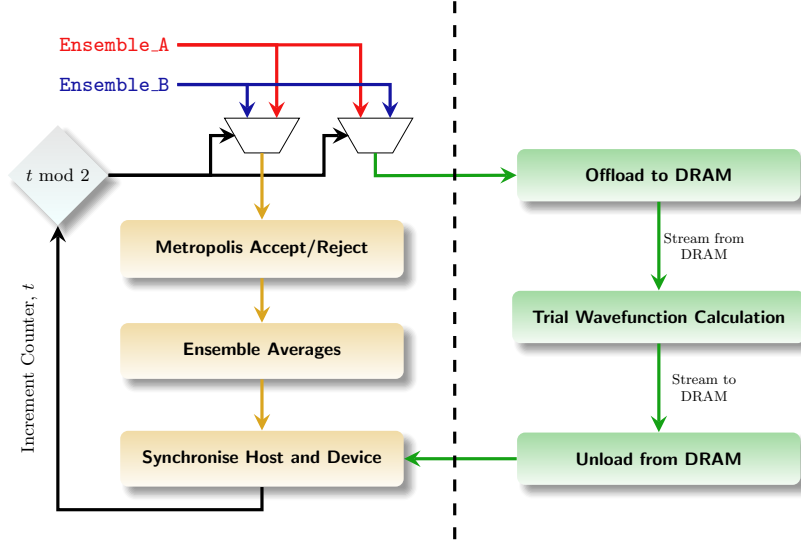 Ensemble_A
Ensemble_B
t mod 2
Offload to DRAM
Metropolis Accept/Reject
Stream from
DRAM
Ensemble Averages
Trial Wavefunction Calculation
Increment Counter, t
Stream to
DRAM
Synchronise Host and Device
Unload from DRAM